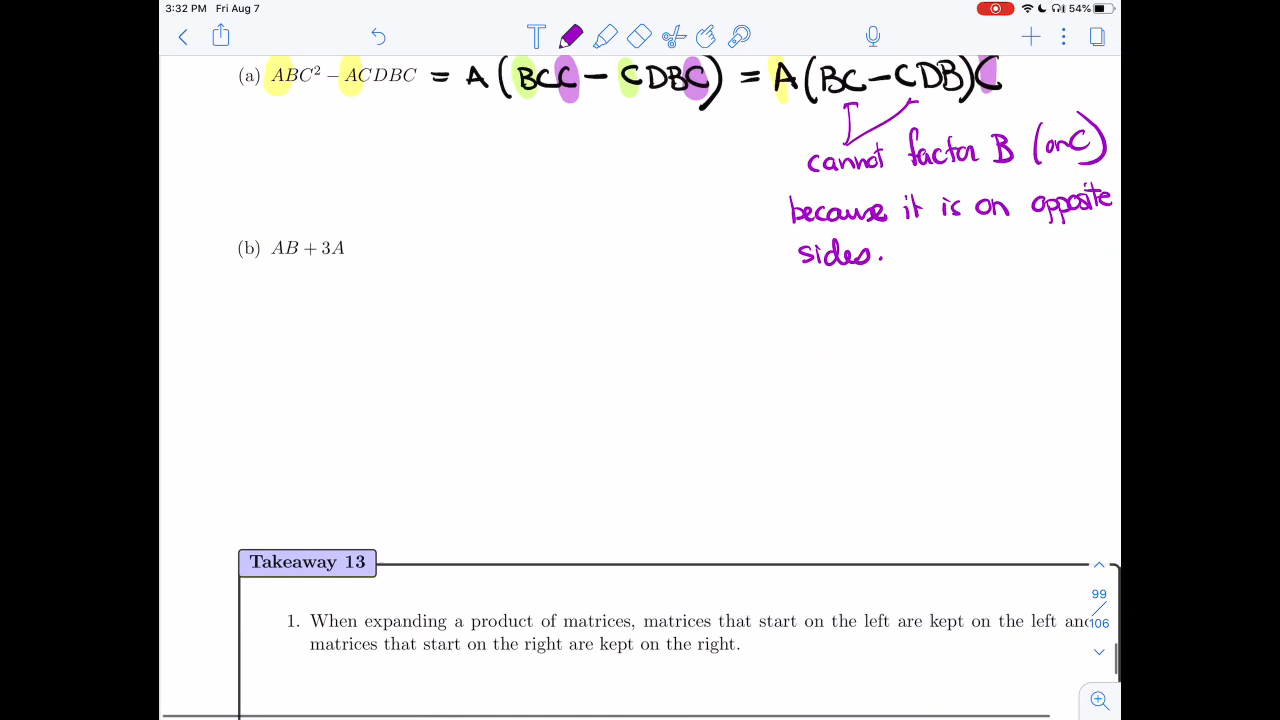 3:32 PM Fri Aug 7
54%
T
(a) ABC² − ACDBC = A(BCC − CDBC) = A(BC − CDB)C
cannot factor B (or C)
because it is on opposite
sides.
(b) AB + 3A
Takeaway 13
99
106
1. When expanding a product of matrices, matrices that start on the left are kept on the left and
matrices that start on the right are kept on the right.